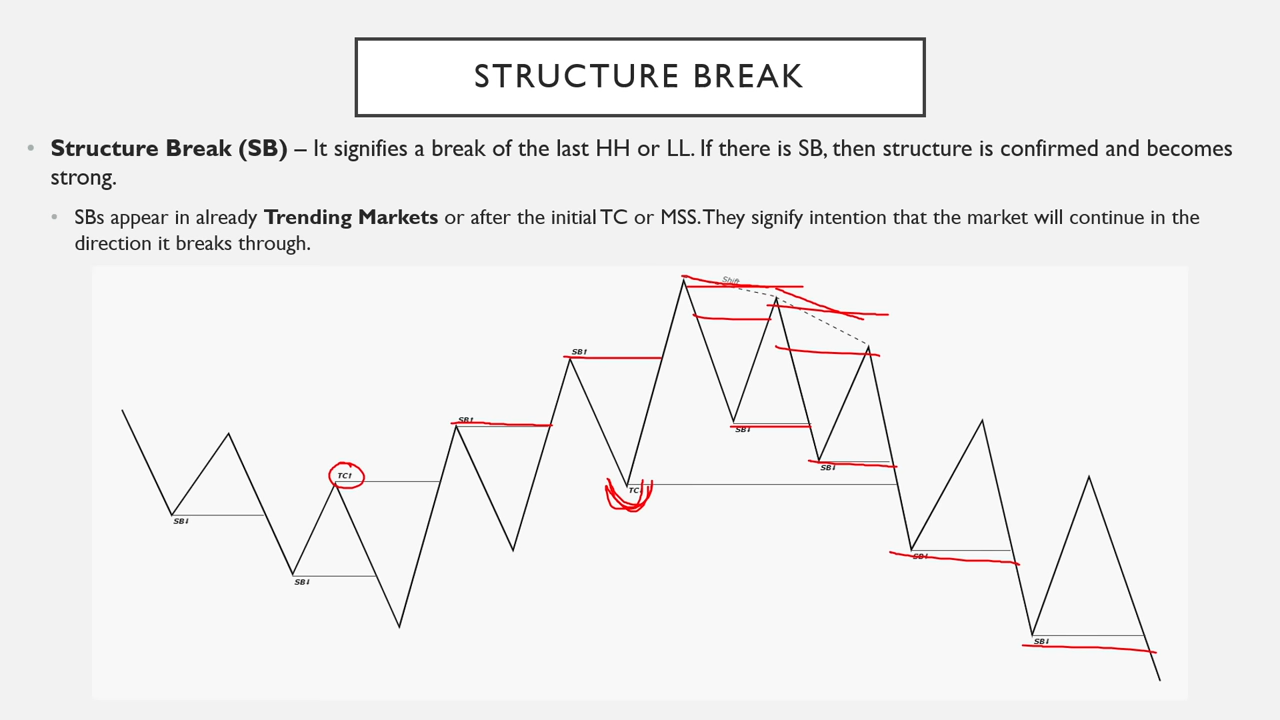 STRUCTURE BREAK
• Structure Break (SB) – It signifies a break of the last HH or LL. If there is SB, then structure is confirmed and becomes
strong.
• SBs appear in already Trending Markets or after the initial TC or MSS. They signify intention that the market will continue in the
direction it breaks through.
Shift
SB↑
SB↑
SB↓
SB↓
TC↑
TC
SB↓
SB↓
SB↓
SB↓